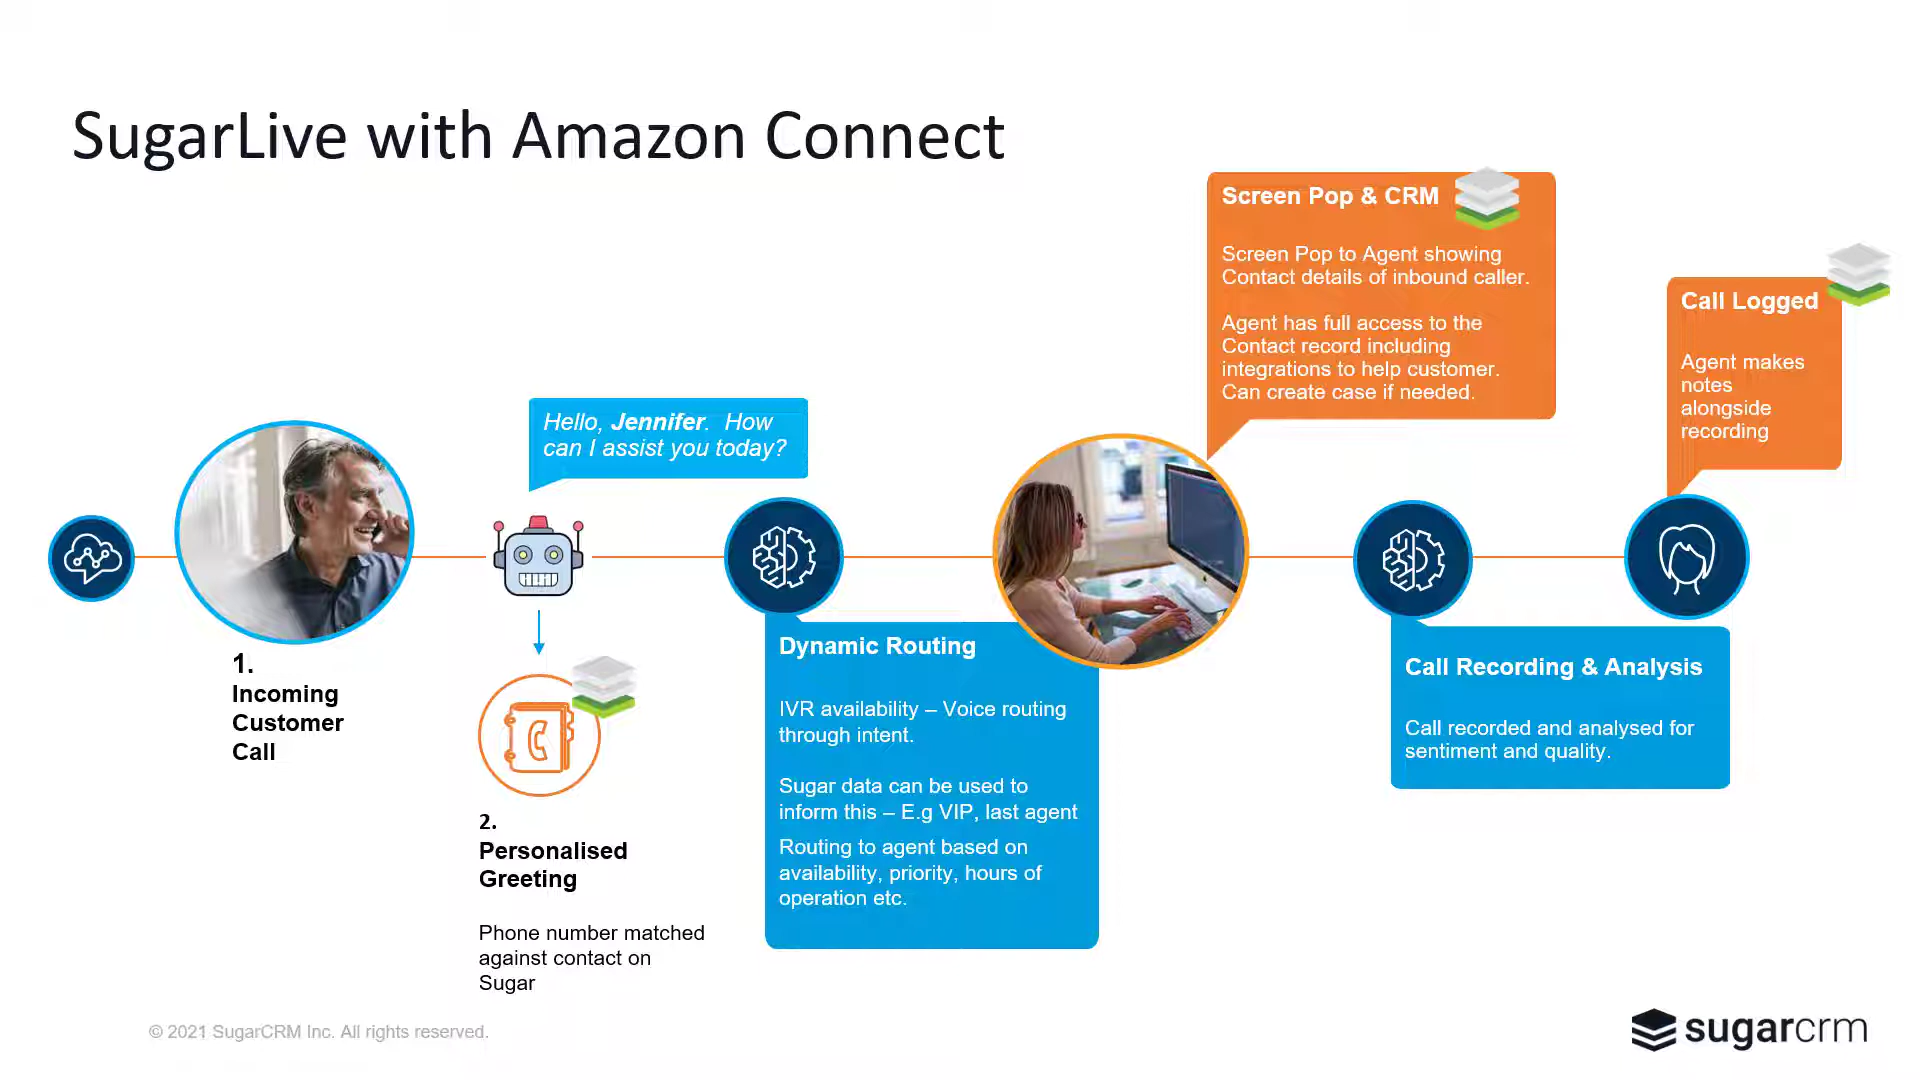 SugarLive with Amazon Connect
Screen Pop & CRM
Screen Pop to Agent showing
Contact details of inbound caller.
Agent has full access to the
Contact record including
integrations to help customer.
Can create case if needed.
Call Logged
Agent makes
notes
alongside
recording
Hello, Jennifer. How
can I assist you today?
1.
Incoming
Customer
Call
2.
Personalised
Greeting
Phone number matched
against contact on
Sugar
Dynamic Routing
IVR availability – Voice routing
through intent.
Sugar data can be used to
inform this – E.g VIP, last agent
Routing to agent based on
availability, priority, hours of
operation etc.
Call Recording & Analysis
Call recorded and analysed for
sentiment and quality.
© 2021 SugarCRM Inc. All rights reserved.
sugarcrm